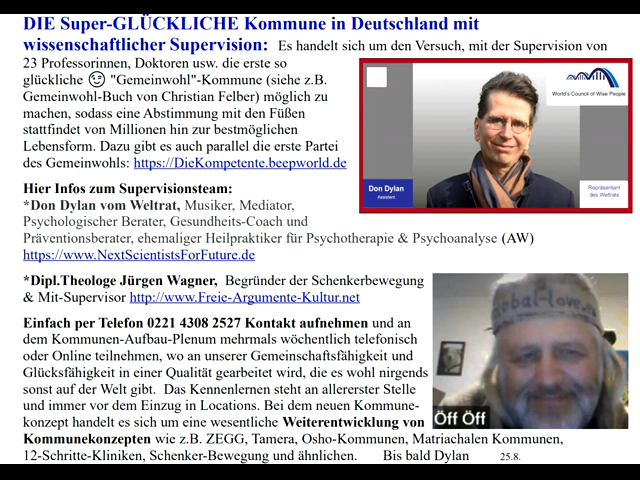 DIE Super-GLÜCKLICHE Kommune in Deutschland mit
wissenschaftlicher Supervision: Es handelt sich um den Versuch, mit der Supervision von
23 Professorinnen, Doktoren usw. die erste so
glückliche 😉 "Gemeinwohl"-Kommune (siehe z.B.
Gemeinwohl-Buch von Christian Felber) möglich zu
machen, sodass eine Abstimmung mit den Füßen
stattfindet von Millionen hin zur bestmöglichen
Lebensform. Dazu gibt es auch parallel die erste Partei
des Gemeinwohls: https://DieKompetente.beepworld.de
World's Council of Wise People
Don Dylan
Assistent
Repräsentant
des Weltrats
Hier Infos zum Supervisionsteam:
*Don Dylan vom Weltrat, Musiker, Mediator,
Psychologischer Berater, Gesundheits-Coach und
Präventionsberater, ehemaliger Heilpraktiker für Psychotherapie & Psychoanalyse (AW)
https://www.NextScientistsForFuture.de
*Dipl.Theologe Jürgen Wagner, Begründer der Schenkerbewegung
& Mit-Supervisor http://www.Freie-Argumente-Kultur.net
Einfach per Telefon 0221 4308 2527 Kontakt aufnehmen und an
dem Kommunen-Aufbau-Plenum mehrmals wöchentlich telefonisch
oder Online teilnehmen, wo an unserer Gemeinschaftsfähigkeit und
Glücksfähigkeit in einer Qualität gearbeitet wird, die es wohl nirgends
sonst auf der Welt gibt. Das Kennenlernen steht an allererster Stelle
und immer vor dem Einzug in Locations. Bei dem neuen Kommune-
konzept handelt es sich um eine wesentliche Weiterentwicklung von
Kommunekonzepten wie z.B. ZEGG, Tamera, Osho-Kommunen, Matriachalen Kommunen,
12-Schritte-Kliniken, Schenker-Bewegung und ähnlichen. Bis bald Dylan 25.8.
Öff Öff